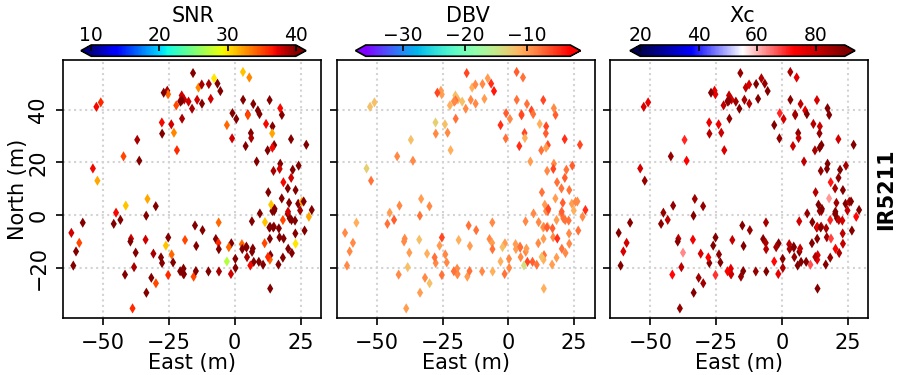 SNR DBV Xc
10 20 30 40 −30 −20 −10 20 40 60 80
40
20
0
−20
North (m)
IR5211
−50 −25 0 25 −50 −25 0 25 −50 −25 0 25
East (m) East (m) East (m)